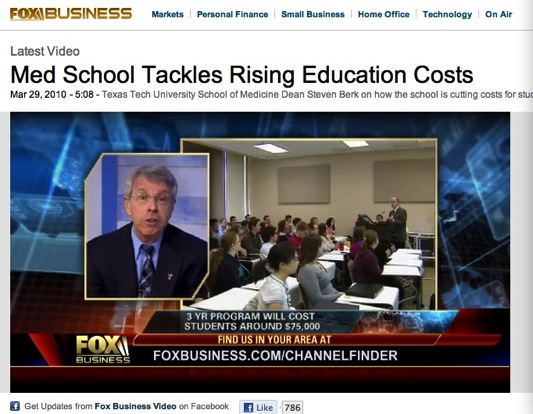 FOX BUSINESS
Markets Personal Finance Small Business Home Office Technology On Air
Latest Video
Med School Tackles Rising Education Costs
Mar 29, 2010 - 5:08 - Texas Tech University School of Medicine Dean Steven Berk on how the school is cutting costs for stu
3 YR PROGRAM WILL COST
STUDENTS AROUND $75,000
FIND US IN YOUR AREA AT
FOX BUSINESS
FOXBUSINESS.COM/CHANNELFINDER
Get Updates from Fox Business Video on Facebook
Like 786